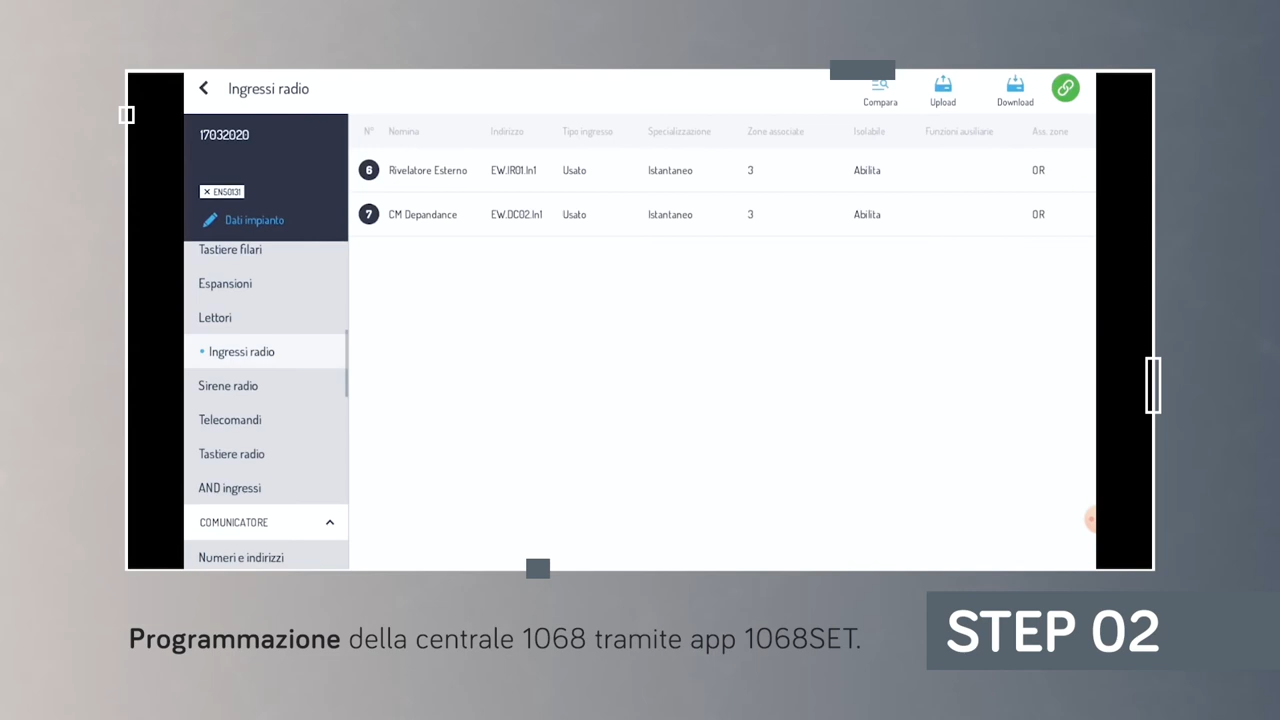 Ingressi radio
Compara
Upload
Download
17032020
× EN50131
Dati impianto
Tastiere filari
Espansioni
Lettori
• Ingressi radio
Sirene radio
Telecomandi
Tastiere radio
AND ingressi
COMUNICATORE
Numeri e indirizzi
N° Nomina Indirizzo Tipo ingresso Specializzazione Zone associate Isolabile Funzioni ausiliarie Ass. zone
6 Rivelatore Esterno EW.IR01.In1 Usato Istantaneo 3 Abilita OR
7 CM Depandance EW.DC02.In1 Usato Istantaneo 3 Abilita OR
Programmazione della centrale 1068 tramite app 1068SET.
STEP 02